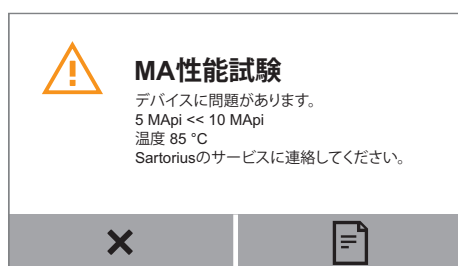 MA性能試験
デバイスに問題があります。
5 MApi << 10 MApi
温度 85 °C
Sartoriusのサービスに連絡してください。